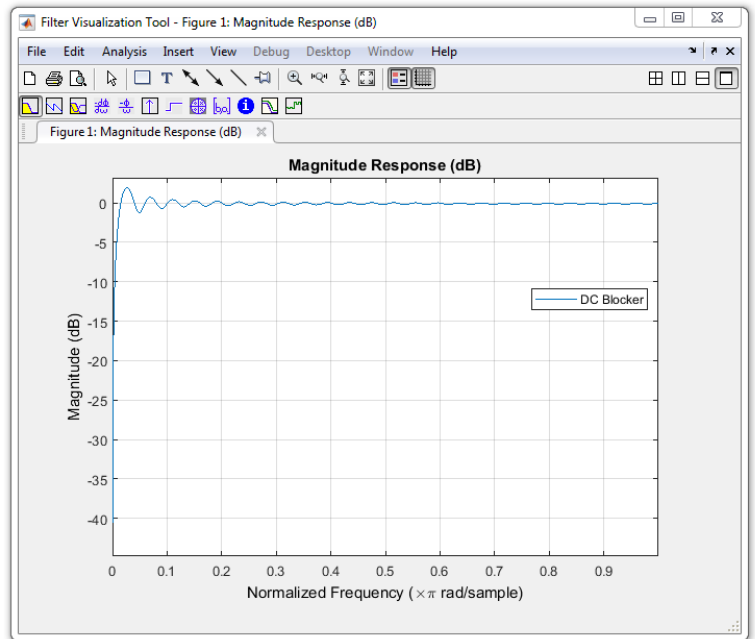 Filter Visualization Tool - Figure 1: Magnitude Response (dB)
File Edit Analysis Insert View Debug Desktop Window Help
Figure 1: Magnitude Response (dB)
Magnitude Response (dB)
0
-5
-10
-15
-20
-25
-30
-35
-40
Magnitude (dB)
DC Blocker
0 0.1 0.2 0.3 0.4 0.5 0.6 0.7 0.8 0.9
Normalized Frequency (×π rad/sample)